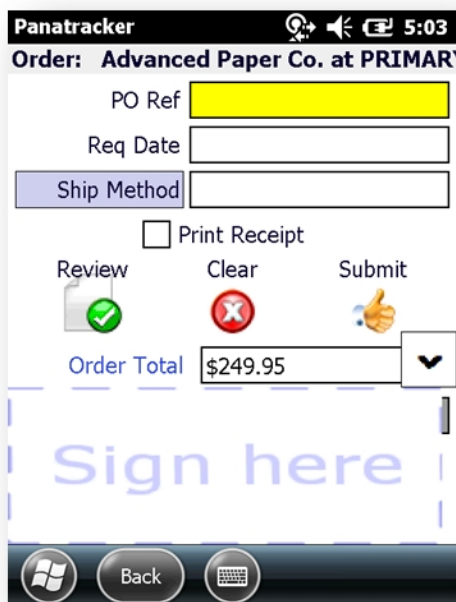 Panatracker 5:03
Order: Advanced Paper Co. at PRIMARY
PO Ref
Req Date
Ship Method
Print Receipt
Review Clear Submit
Order Total $249.95
Sign here
Back